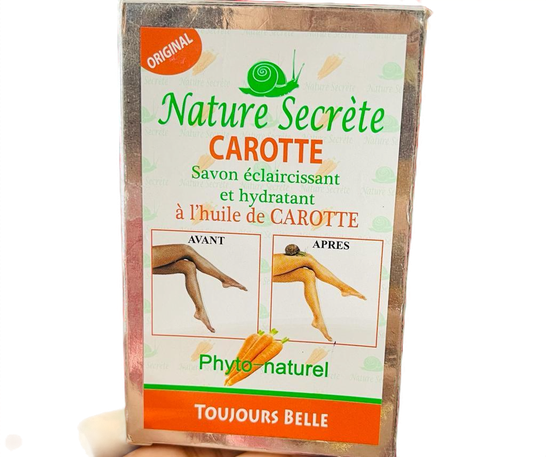 ORIGINAL
Nature Secrète
CAROTTE
Savon éclaircissant
et hydratant
à l'huile de CAROTTE
AVANT
APRES
Phyto-naturel
TOUJOURS BELLE